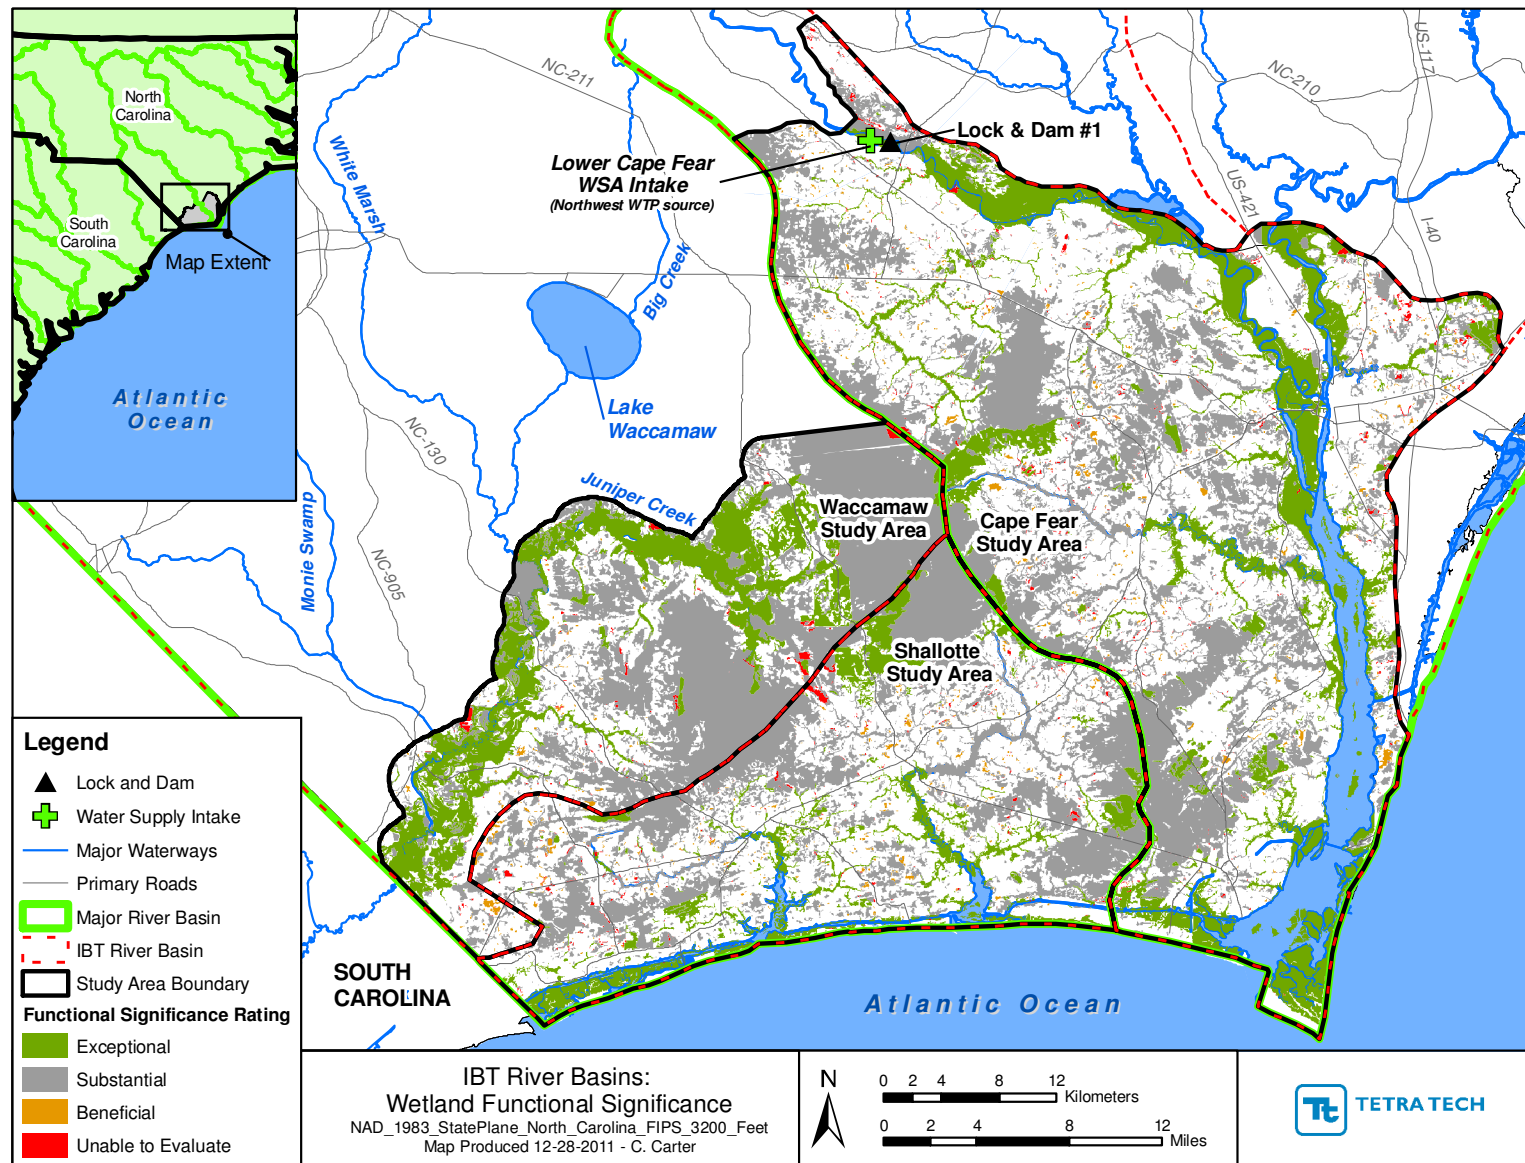 North
Carolina
South
Carolina
Map Extent
Atlantic
Ocean
NC-211
White Marsh
Big Creek
Lake
Waccamaw
NC-130
Juniper Creek
Monie Swamp
NC-905
Lower Cape Fear
WSA Intake
(Northwest WTP source)
Lock & Dam #1
NC-210
US-117
US-421
I-40
Waccamaw
Study Area
Cape Fear
Study Area
Shallotte
Study Area
SOUTH
CAROLINA
Atlantic Ocean
Legend
Lock and Dam
Water Supply Intake
Major Waterways
Primary Roads
Major River Basin
IBT River Basin
Study Area Boundary
Functional Significance Rating
Exceptional
Substantial
Beneficial
Unable to Evaluate
IBT River Basins:
Wetland Functional Significance
NAD_1983_StatePlane_North_Carolina_FIPS_3200_Feet
Map Produced 12-28-2011 - C. Carter
N
0 2 4 8 12
Kilometers
0 2 4 8 12
Miles
Tt
TETRA TECH